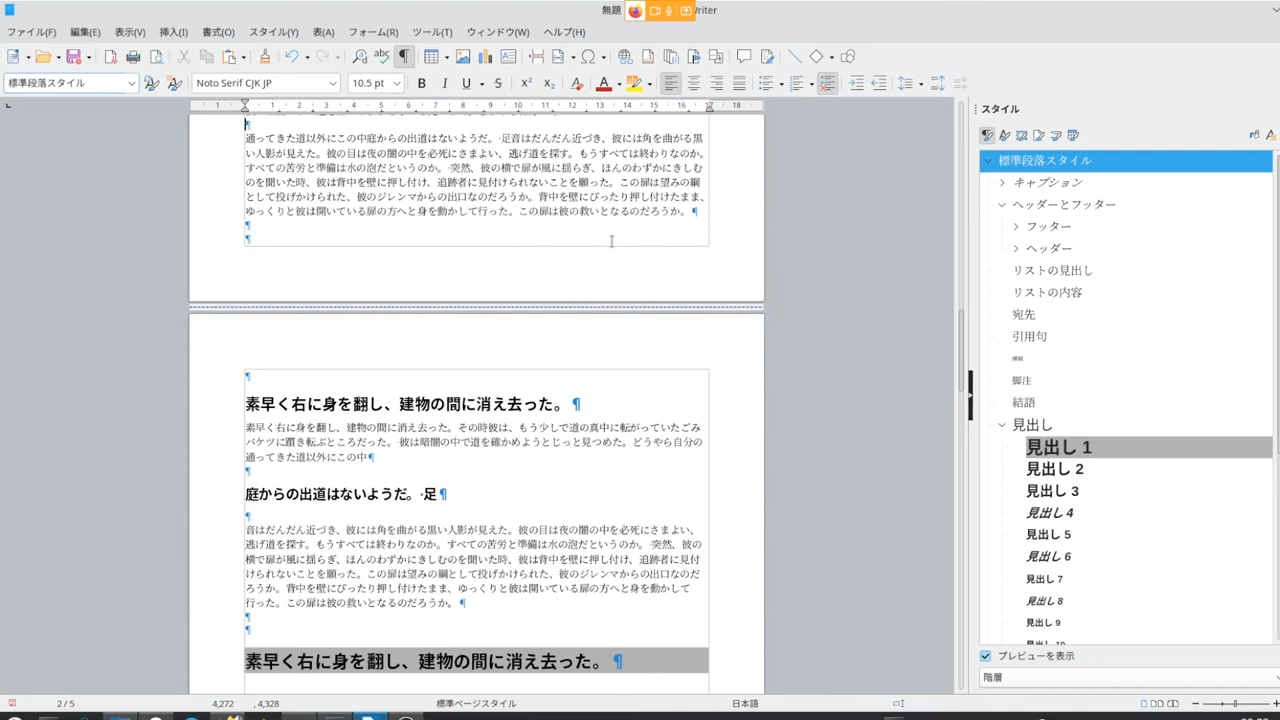 無題
riter
ファイル(F) 編集(E) 表示(V) 挿入(I) 書式(O) スタイル(Y) 表(A) フォーム(R) ツール(T) ウィンドウ(W) ヘルプ(H)
標準段落スタイル Noto Serif CJK JP 10.5 pt
1 1 2 3 4 5 6 7 8 9 10 11 12 13 14 15 16 17 18
¶
通ってきた道以外にこの中庭からの出道はないようだ。·足音はだんだん近づき、彼には角を曲がる黒
い人影が見えた。彼の目は夜の闇の中を必死にさまよい、逃げ道を探す。もうすべては終わりなのか。
すべての苦労と準備は水の泡だというのか。·突然、彼の横で扉が風に揺らぎ、ほんのわずかにきしむ
のを聞いた時、彼は背中を壁に押し付け、追跡者に見付けられないことを願った。この扉は望みの綱
として投げかけられた、彼のジレンマからの出口なのだろうか。背中を壁にぴったり押し付けたまま、
ゆっくりと彼は開いている扉の方へと身を動かして行った。この扉は彼の救いとなるのだろうか。¶
¶
¶
¶
素早く右に身を翻し、建物の間に消え去った。¶
素早く右に身を翻し、建物の間に消え去った。その時彼は、もう少しで道の真中に転がっていたごみ
バケツに躓き転ぶところだった。·彼は暗闇の中で道を確かめようとじっと見つめた。どうやら自分の
通ってきた道以外にこの中¶
¶
庭からの出道はないようだ。·足¶
¶
音はだんだん近づき、彼には角を曲がる黒い人影が見えた。彼の目は夜の闇の中を必死にさまよい、
逃げ道を探す。もうすべては終わりなのか。すべての苦労と準備は水の泡だというのか。·突然、彼の
横で扉が風に揺らぎ、ほんのわずかにきしむのを聞いた時、彼は背中を壁に押し付け、追跡者に見付
けられないことを願った。この扉は望みの綱として投げかけられた、彼のジレンマからの出口なのだ
ろうか。背中を壁にぴったり押し付けたまま、ゆっくりと彼は開いている扉の方へと身を動かして
行った。この扉は彼の救いとなるのだろうか。¶
¶
¶
素早く右に身を翻し、建物の間に消え去った。¶
スタイル
標準段落スタイル
キャプション
ヘッダーとフッター
フッター
ヘッダー
リストの見出し
リストの内容
宛先
引用句
脚注
結語
見出し
見出し 1
見出し 2
見出し 3
見出し 4
見出し 5
見出し 6
見出し 7
見出し 8
見出し 9
プレビューを表示
階層
2 / 5 4,272 , 4,328 標準ページスタイル 日本語